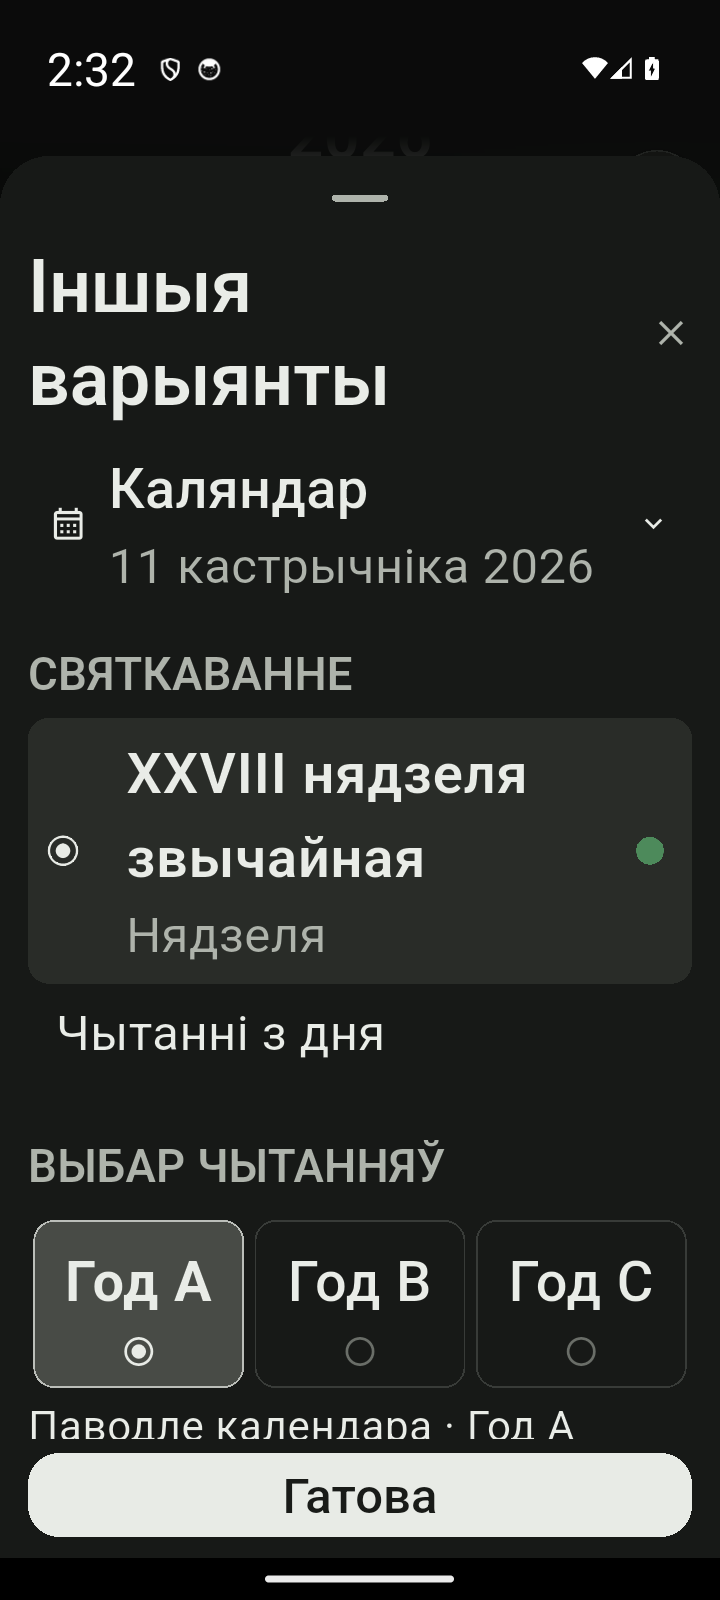 2:32
Іншыя
варыянты
Каляндар
11 кастрычніка 2026
СВЯТКАВАННЕ
XXVIII нядзеля
звычайная
Нядзеля
Чытанні з дня
ВЫБАР ЧЫТАННЯЎ
Год A
Год B
Год C
Паводле календара · Год A
Гатова